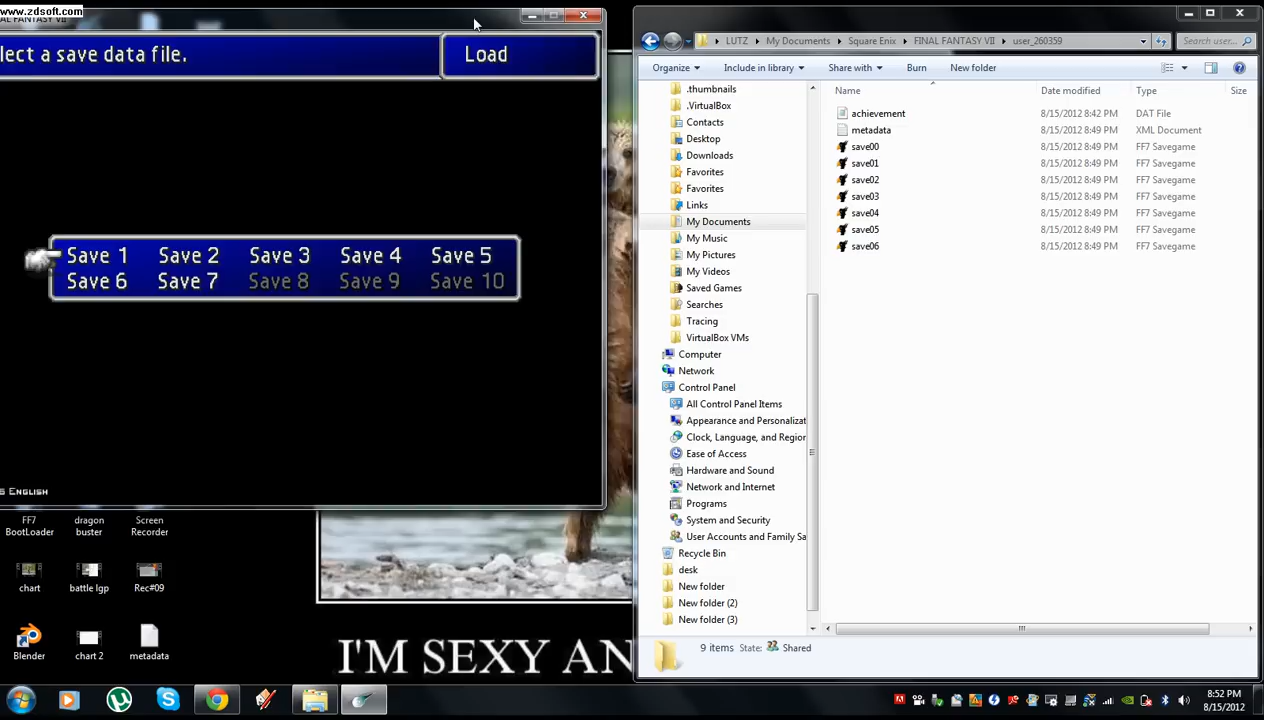 www.zdsoft.com
FINAL FANTASY VII
lect a save data file.
Load
Save 1 Save 2 Save 3 Save 4 Save 5
Save 6 Save 7 Save 8 Save 9 Save 10
ENGLISH
FF7 BootLoader
dragon buster
Screen Recorder
chart
battle lgp
Rec#09
Blender
chart 2
metadata
I'M SEXY AN
LUTZ
My Documents
Square Enix
FINAL FANTASY VII
user_260359
Search user...
Organize
Include in library
Share with
Burn
New folder
.thumbnails
.VirtualBox
Contacts
Desktop
Downloads
Favorites
Favorites
Links
My Documents
My Music
My Pictures
My Videos
Saved Games
Searches
Tracing
VirtualBox VMs
Computer
Network
Control Panel
All Control Panel Items
Appearance and Personalizat
Clock, Language, and Region
Ease of Access
Hardware and Sound
Network and Internet
Programs
System and Security
User Accounts and Family Sa
Recycle Bin
desk
New folder
New folder (2)
New folder (3)
Name Date modified Type Size
achievement 8/15/2012 8:42 PM DAT File
metadata 8/15/2012 8:49 PM XML Document
save00 8/15/2012 8:49 PM FF7 Savegame
save01 8/15/2012 8:49 PM FF7 Savegame
save02 8/15/2012 8:49 PM FF7 Savegame
save03 8/15/2012 8:49 PM FF7 Savegame
save04 8/15/2012 8:49 PM FF7 Savegame
save05 8/15/2012 8:49 PM FF7 Savegame
save06 8/15/2012 8:49 PM FF7 Savegame
9 items State: Shared
8:52 PM
8/15/2012